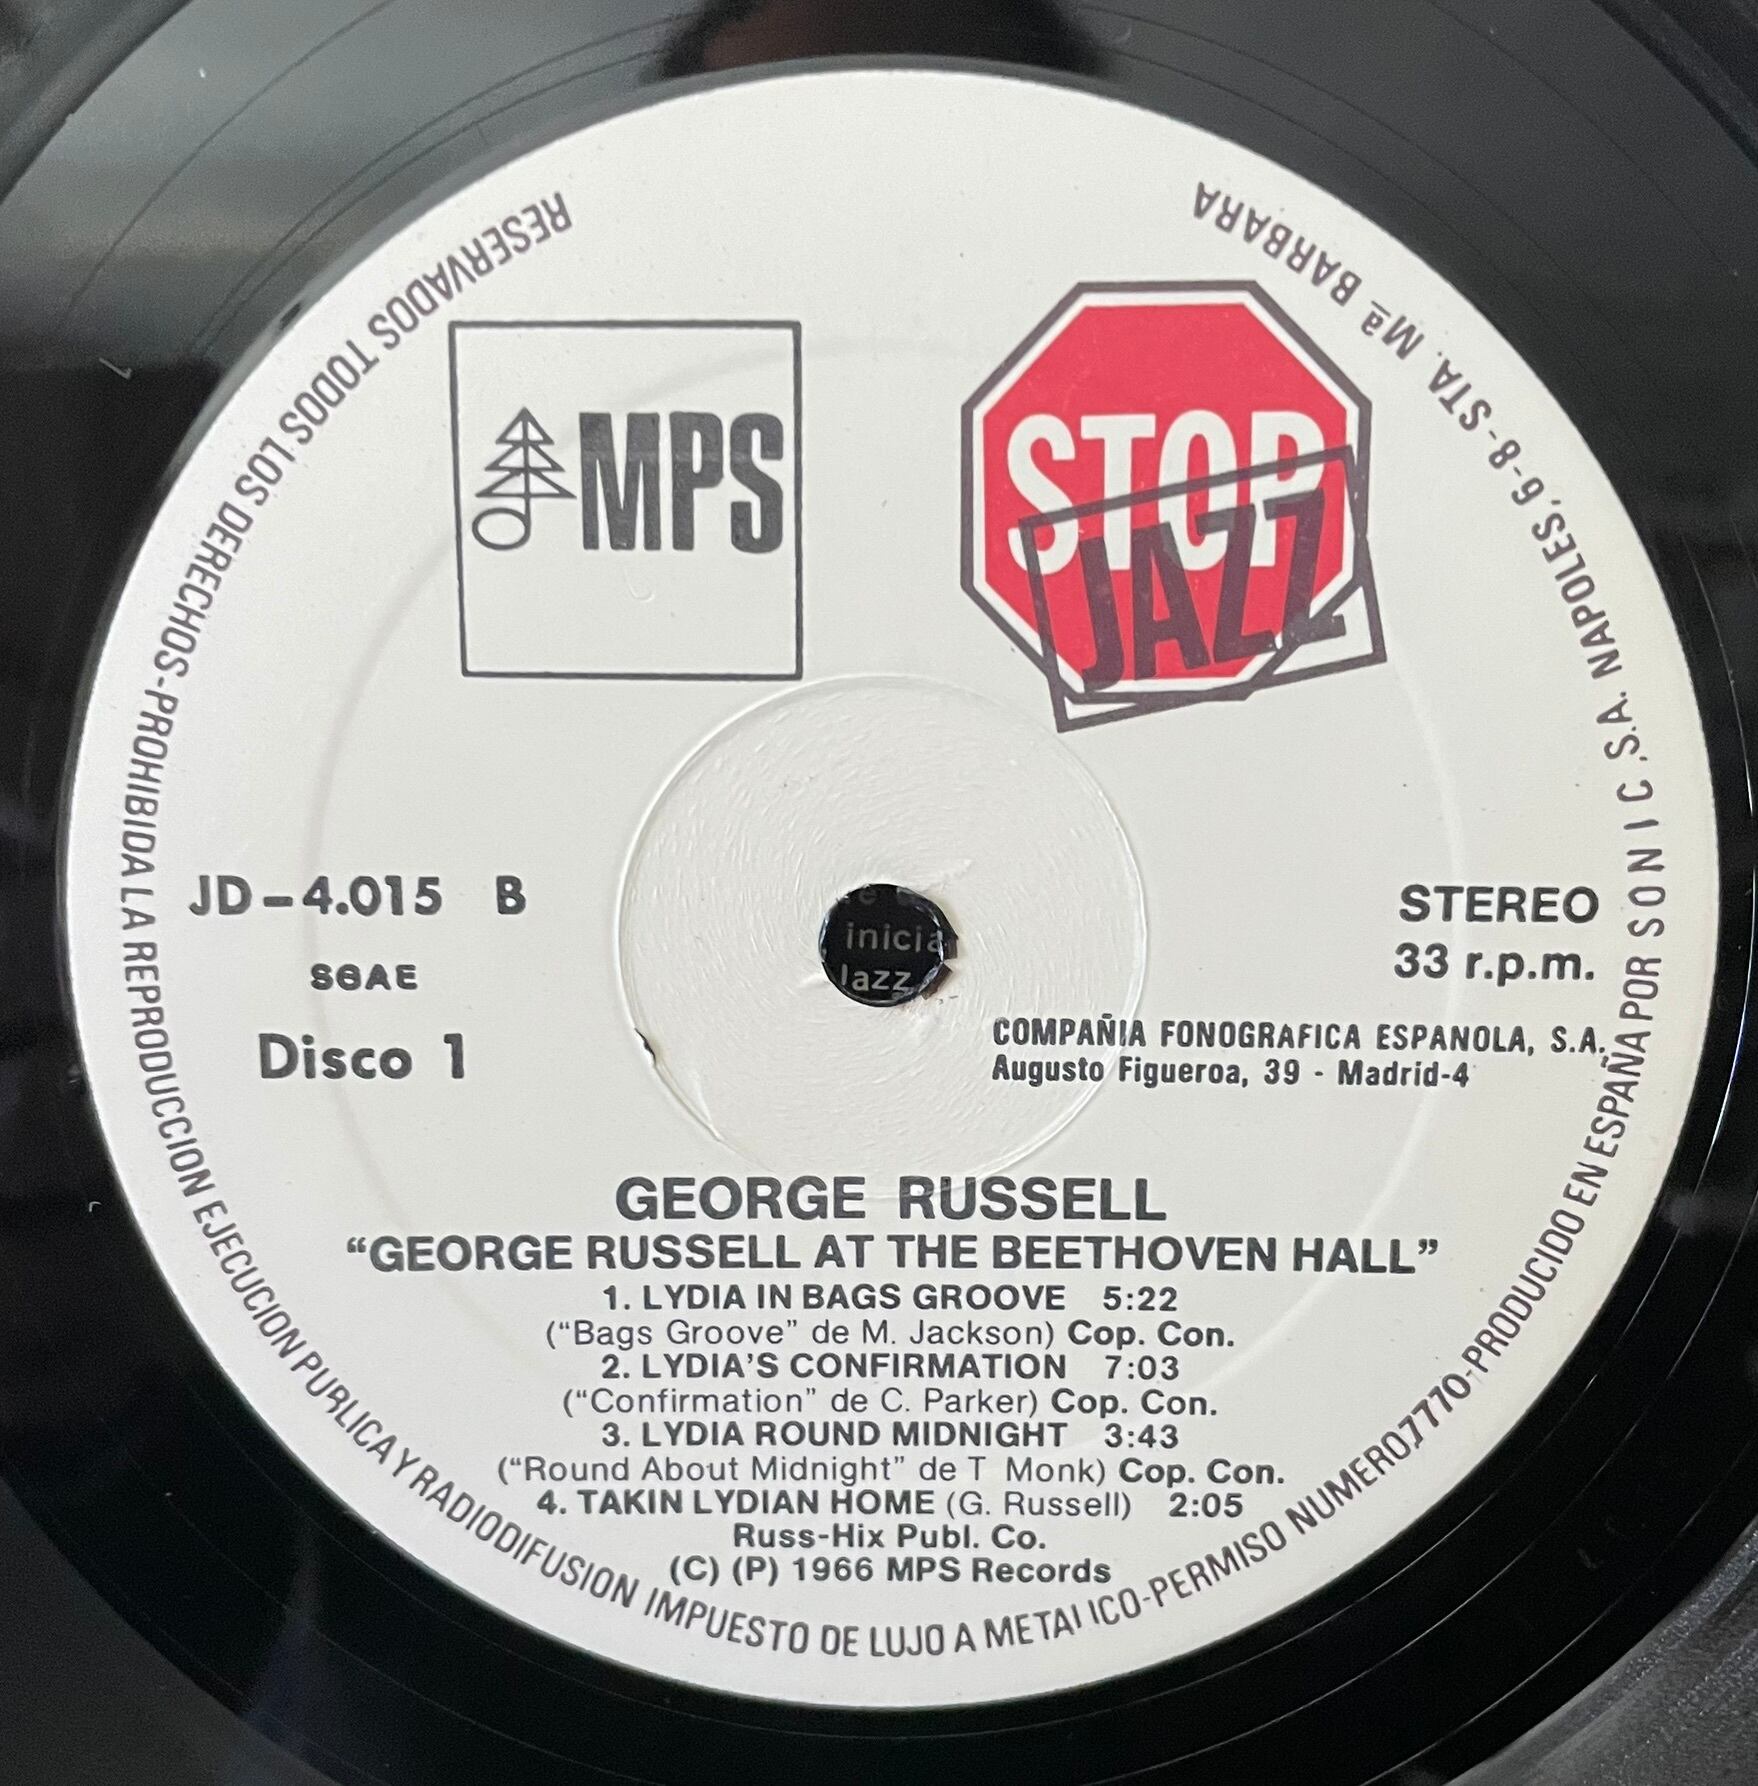 RESERVADOS TODOS LOS DERECHOS-PROHIBIDA LA REPRODUCCION EJECUCION PUBLICA Y RADIODIFUSION IMPUESTO DE LUJO A METALICO-PERMISO NUMERO,7770-PRODUCIDO EN ESPAÑA POR SONIC.S.A. NAPOLES, 6-8-STA. Mª BARBARA
MPS
STOP
JAZZ
JD-4.015 B
STEREO
33 r.p.m.
SGAE
Disco 1
inicia
Jazz
COMPAÑIA FONOGRAFICA ESPANOLA, S.A.
Augusto Figueroa, 39 - Madrid-4
GEORGE RUSSELL
“GEORGE RUSSELL AT THE BEETHOVEN HALL”
1. LYDIA IN BAGS GROOVE 5:22
(“Bags Groove” de M. Jackson) Cop. Con.
2. LYDIA’S CONFIRMATION 7:03
(“Confirmation” de C. Parker) Cop. Con.
3. LYDIA ROUND MIDNIGHT 3:43
(“Round About Midnight” de T Monk) Cop. Con.
4. TAKIN LYDIAN HOME (G. Russell) 2:05
Russ-Hix Publ. Co.
(C) (P) 1966 MPS Records